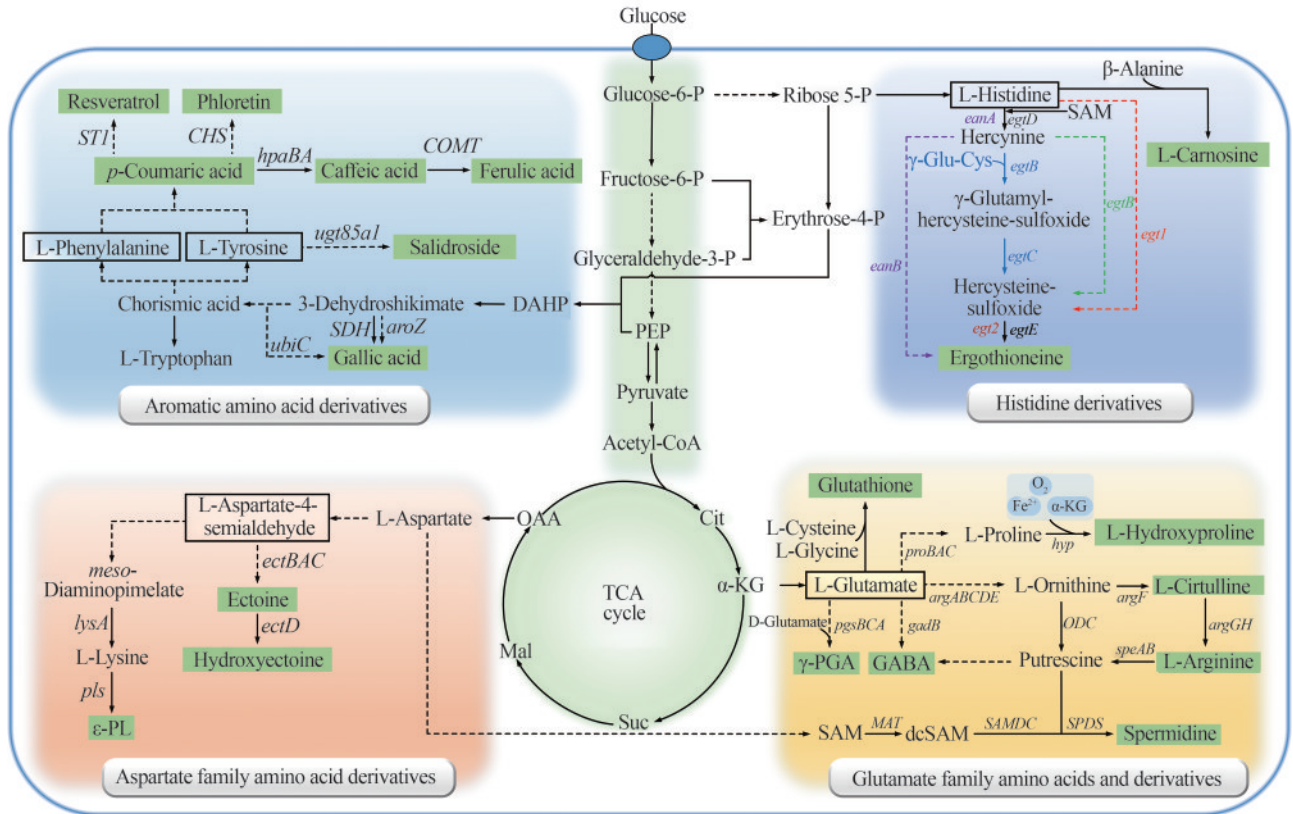 Glucose
Glucose-6-P
Fructose-6-P
Glyceraldehyde-3-P
PEP
Pyruvate
Acetyl-CoA
Ribose 5-P
Erythrose-4-P
DAHP
Resveratrol
Phloretin
ST1
CHS
p-Coumaric acid
hpaBA
Caffeic acid
COMT
Ferulic acid
L-Phenylalanine
L-Tyrosine
ugt85a1
Salidroside
Chorismic acid
3-Dehydroshikimate
SDH
aroZ
ubiC
L-Tryptophan
Gallic acid
Aromatic amino acid derivatives
β-Alanine
L-Histidine
SAM
eanA
egtD
Hercynine
L-Carnosine
γ-Glu-Cys
egtB
γ-Glutamyl-
hercysteine-sulfoxide
egtB
egt1
eanB
egtC
Hercysteine-
sulfoxide
egt2
egtE
Ergothioneine
Histidine derivatives
L-Aspartate-4-
semialdehyde
L-Aspartate
OAA
ectBAC
meso-
Diaminopimelate
Ectoine
lysA
ectD
L-Lysine
Hydroxyectoine
pls
ε-PL
Aspartate family amino acid derivatives
TCA
cycle
Cit
α-KG
Suc
Mal
Glutathione
O2
Fe2+
α-KG
L-Cysteine
L-Glycine
proBAC
L-Proline
hyp
L-Hydroxyproline
L-Glutamate
argABCDE
L-Ornithine
argF
L-Cirtulline
D-Glutamate
pgsBCA
gadB
ODC
argGH
γ-PGA
GABA
Putrescine
speAB
L-Arginine
SAM
MAT
dcSAM
SAMDC
SPDS
Spermidine
Glutamate family amino acids and derivatives